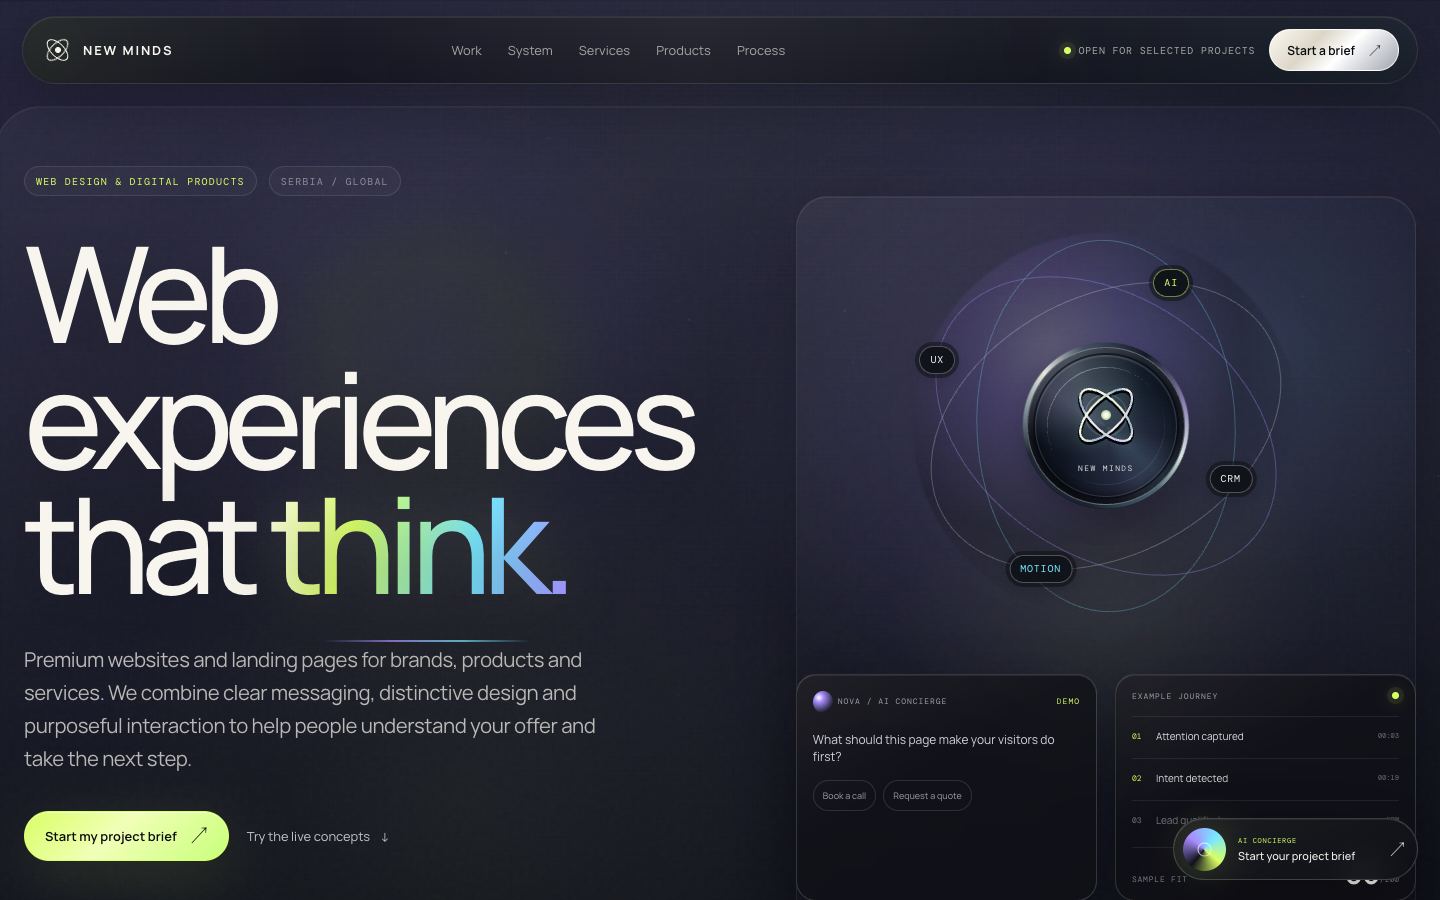 NEW MINDS
Work
System
Services
Products
Process
OPEN FOR SELECTED PROJECTS
Start a brief
WEB DESIGN & DIGITAL PRODUCTS
SERBIA / GLOBAL
Web
experiences
that think.
Premium websites and landing pages for brands, products and
services. We combine clear messaging, distinctive design and
purposeful interaction to help people understand your offer and
take the next step.
Start my project brief
Try the live concepts ↓
AI
UX
NEW MINDS
CRM
MOTION
NOVA / AI CONCIERGE
DEMO
What should this page make your visitors do
first?
Book a call
Request a quote
EXAMPLE JOURNEY
01 Attention captured 00:03
02 Intent detected 00:19
03 Lead
AI CONCIERGE
Start your project brief
SAMPLE FIT